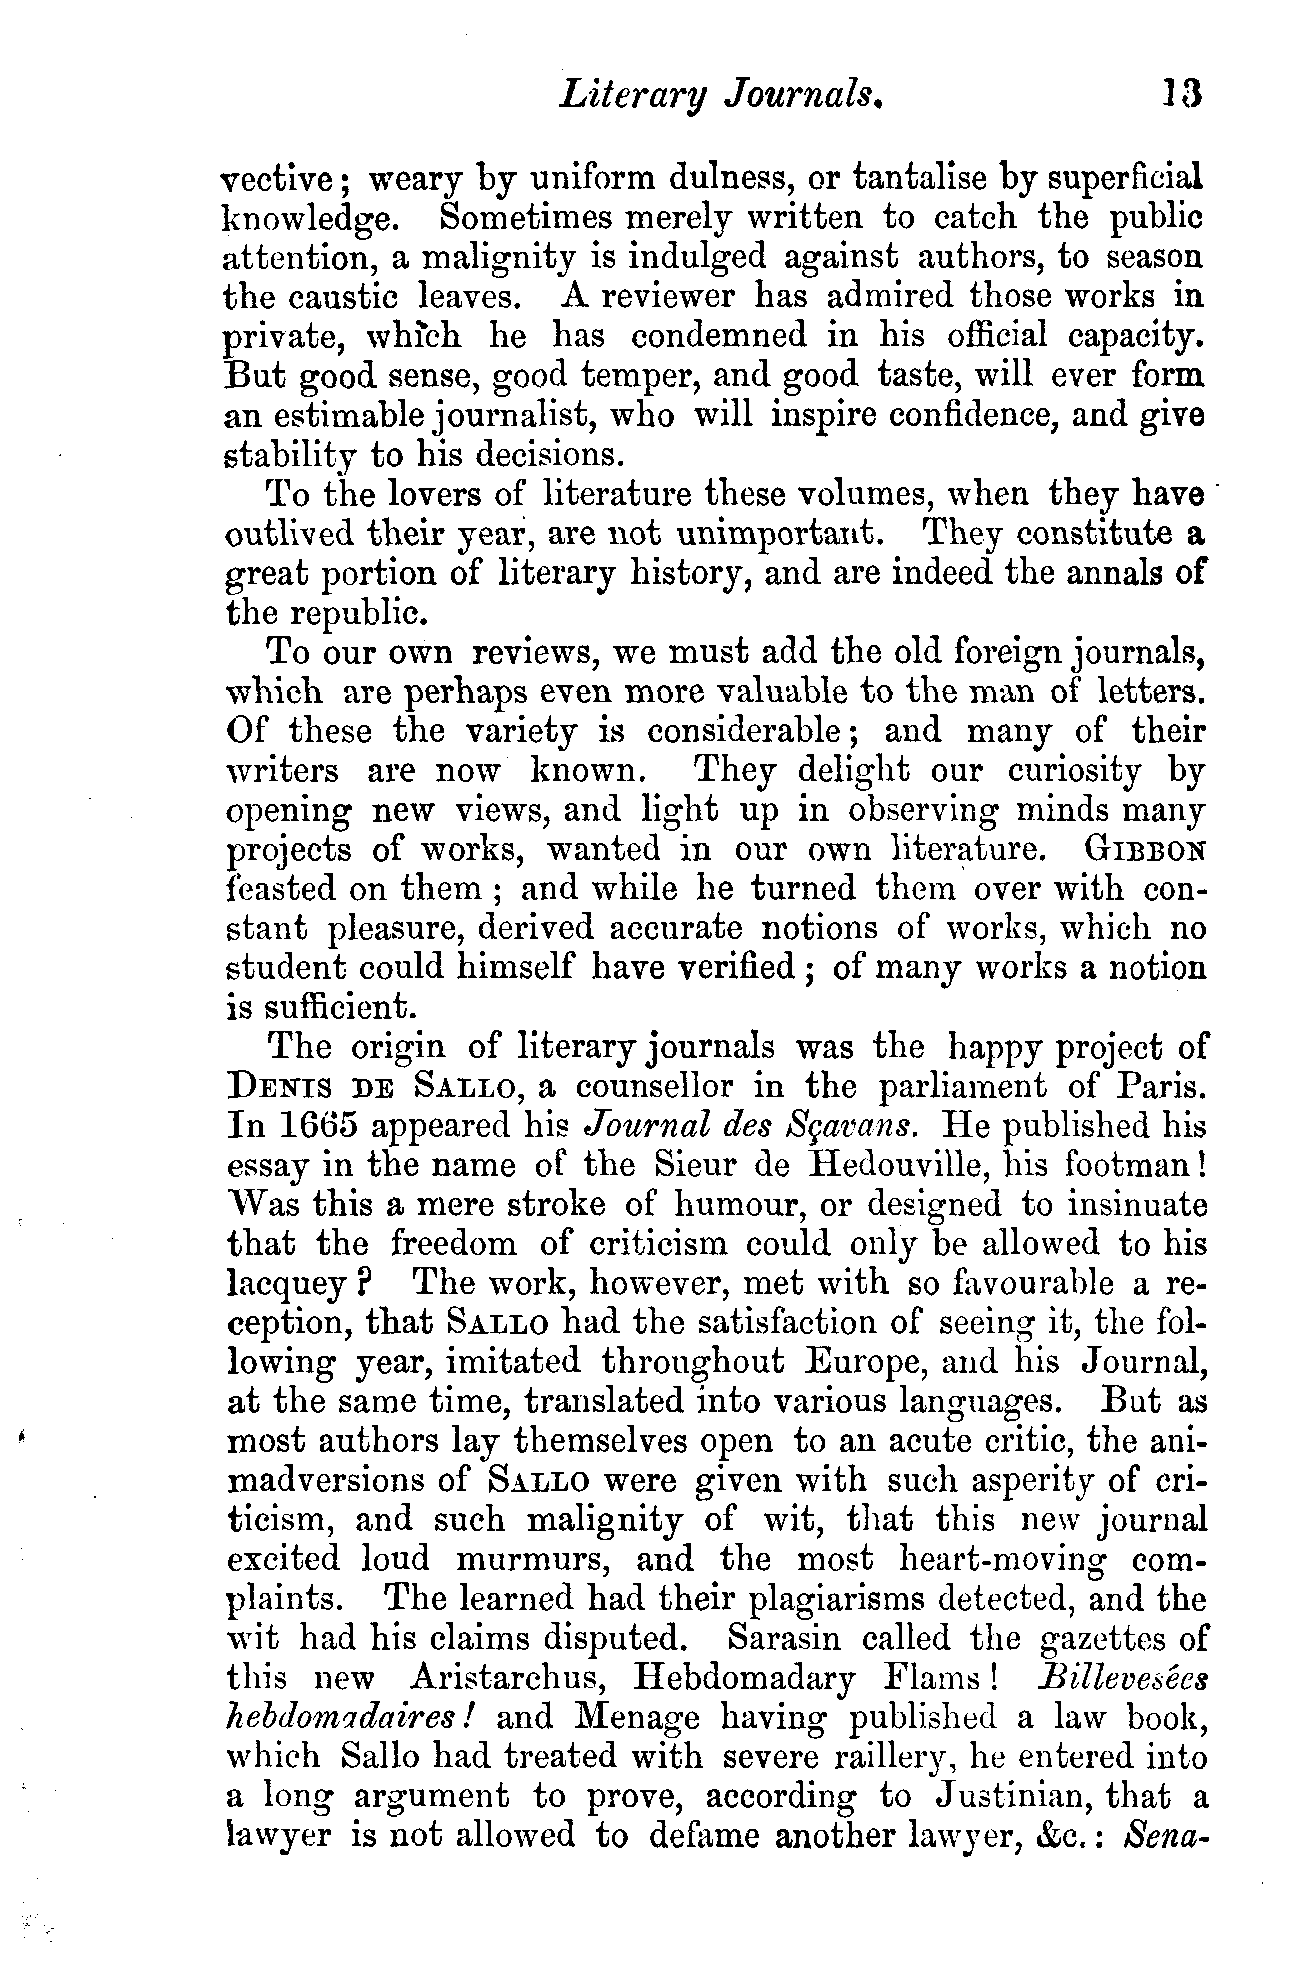 Literary Journals. 13
vective; weary by uniform dulness, or tantalise by superficial
knowledge. Sometimes merely written to catch the public
attention, a malignity is indulged against authors, to season
the caustic leaves. A reviewer has admired those works in
private, which he has condemned in his official capacity.
But good sense, good temper, and good taste, will ever form
an estimable journalist, who will inspire confidence, and give
stability to his decisions.
To the lovers of literature these volumes, when they have
outlived their year, are not unimportant. They constitute a
great portion of literary history, and are indeed the annals of
the republic.
To our own reviews, we must add the old foreign journals,
which are perhaps even more valuable to the man of letters.
Of these the variety is considerable; and many of their
writers are now known. They delight our curiosity by
opening new views, and light up in observing minds many
projects of works, wanted in our own literature. GIBBON
feasted on them; and while he turned them over with con-
stant pleasure, derived accurate notions of works, which no
student could himself have verified; of many works a notion
is sufficient.
The origin of literary journals was the happy project of
DENIS DE SALLO, a counsellor in the parliament of Paris.
In 1665 appeared his Journal des Sçavans. He published his
essay in the name of the Sieur de Hedouville, his footman!
Was this a mere stroke of humour, or designed to insinuate
that the freedom of criticism could only be allowed to his
lacquey? The work, however, met with so favourable a re-
ception, that SALLO had the satisfaction of seeing it, the fol-
lowing year, imitated throughout Europe, and his Journal,
at the same time, translated into various languages. But as
most authors lay themselves open to an acute critic, the ani-
madversions of SALLO were given with such asperity of cri-
ticism, and such malignity of wit, that this new journal
excited loud murmurs, and the most heart-moving com-
plaints. The learned had their plagiarisms detected, and the
wit had his claims disputed. Sarasin called the gazettes of
this new Aristarchus, Hebdomadary Flams! Billevesées
hebdomadaires! and Menage having published a law book,
which Sallo had treated with severe raillery, he entered into
a long argument to prove, according to Justinian, that a
lawyer is not allowed to defame another lawyer, &c.: Sena-